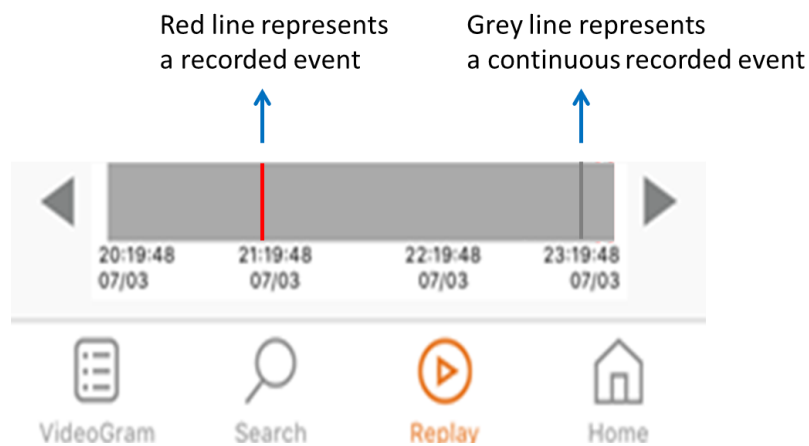 Red line represents
a recorded event
Grey line represents
a continuous recorded event
20:19:48
07/03
21:19:48
07/03
22:19:48
07/03
23:19:48
07/03
VideoGram
Search
Replay
Home